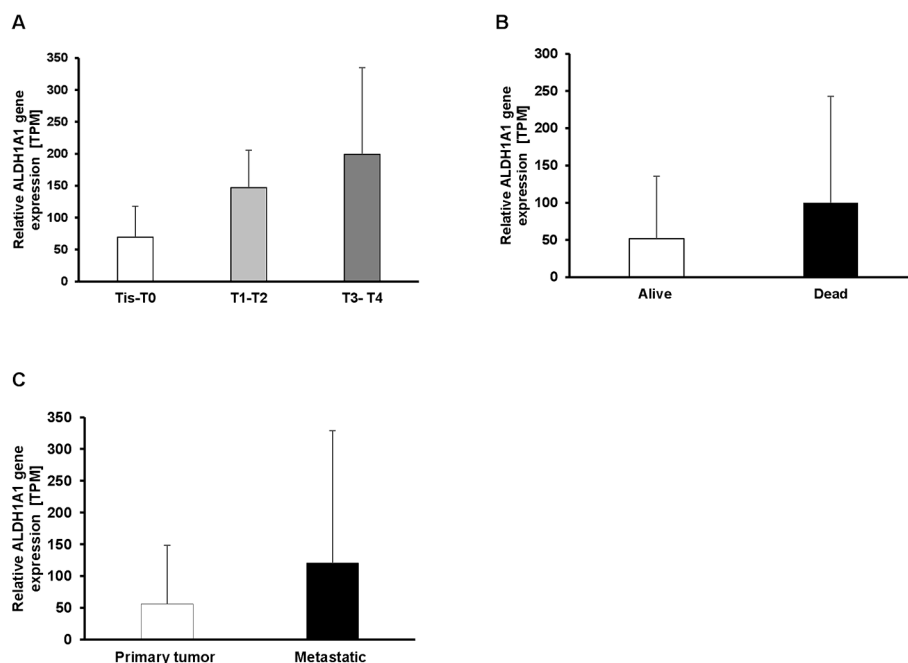 A
Relative ALDH1A1 gene
expression [TPM]
350
300
250
200
150
100
50
0
Tis-T0
T1-T2
T3- T4
B
Relative ALDH1A1 gene
expression [TPM]
300
250
200
150
100
50
0
Alive
Dead
C
Relative ALDH1A1 gene
expression [TPM]
350
300
250
200
150
100
50
0
Primary tumor
Metastatic